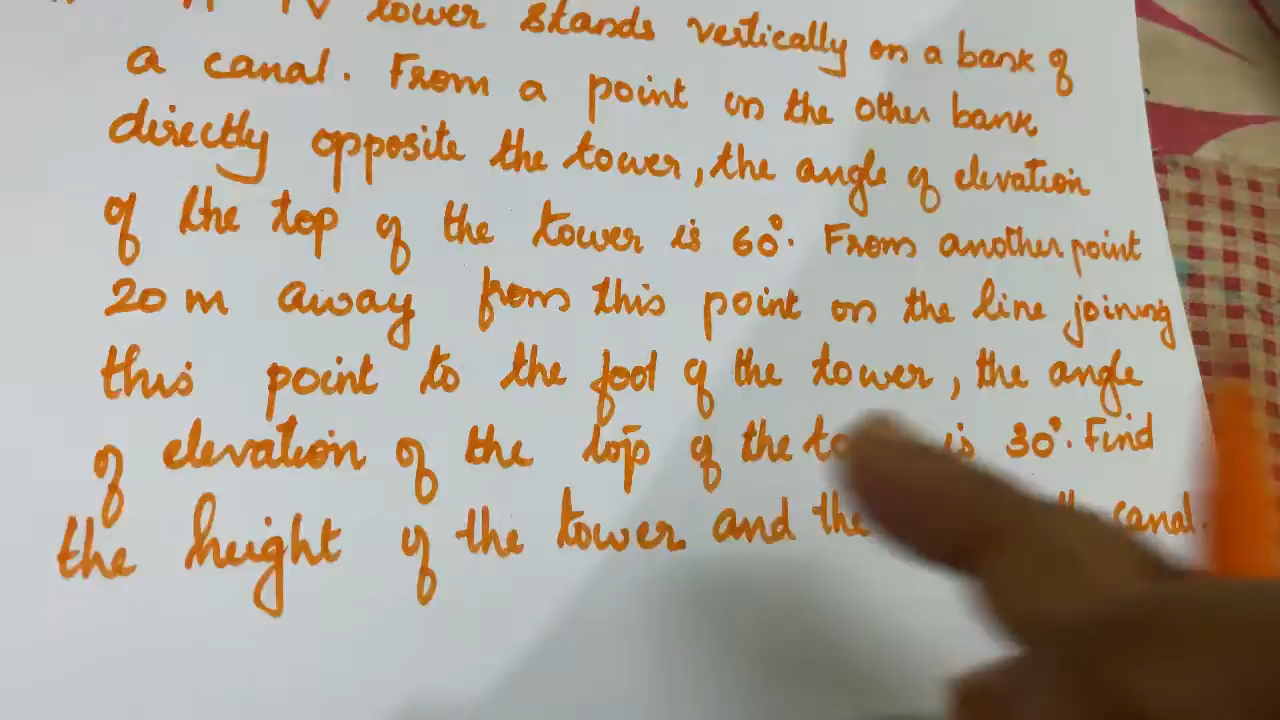 A TV tower stands vertically on a bank of
a canal. From a point on the other bank
directly opposite the tower, the angle of elevation
of the top of the tower is 60°. From another point
20 m away from this point on the line joining
this point to the foot of the tower, the angle
of elevation of the top of the is 30°. Find
the height of the tower and the canal.